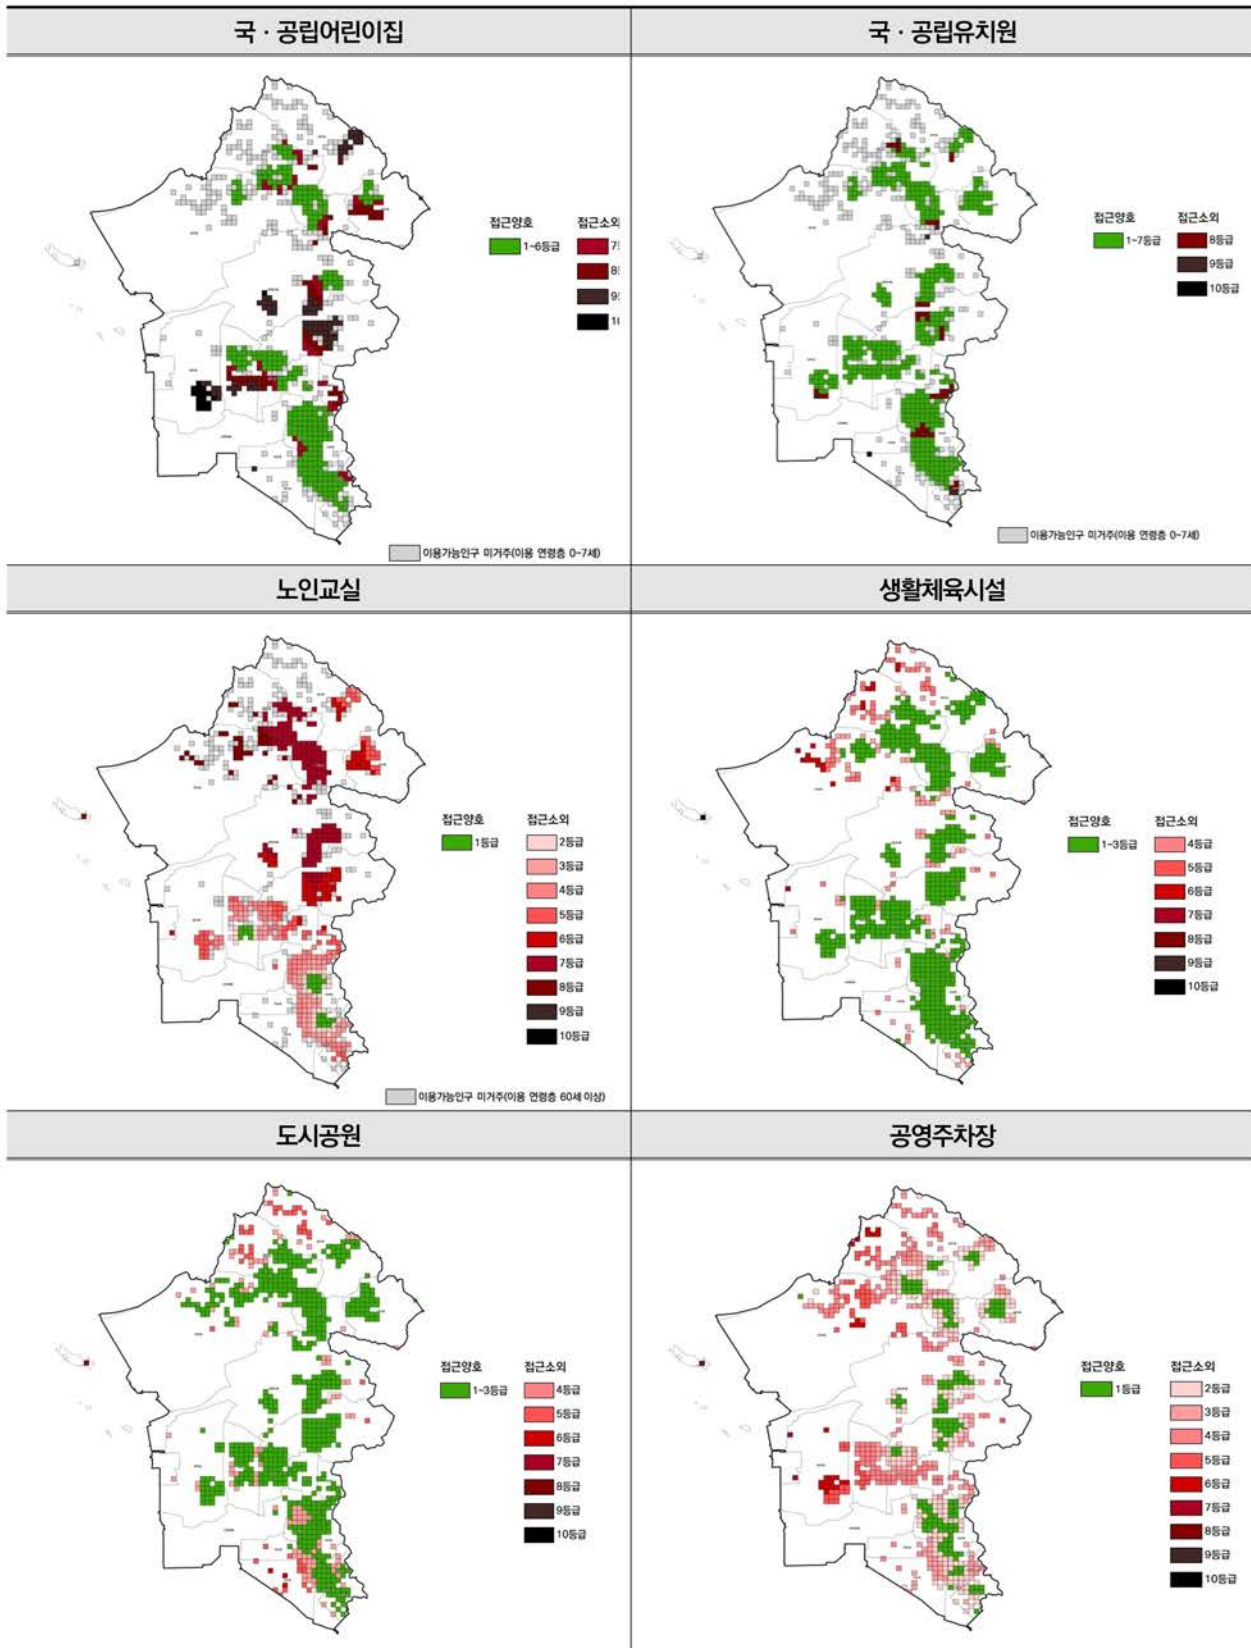 국 · 공립어린이집
국 · 공립유치원
접근양호
접근소외
1~6등급
7
8
9
1
이용가능인구 미거주(이용 연령층 0~7세)
접근양호
접근소외
1~7등급
8등급
9등급
10등급
이용가능인구 미거주(이용 연령층 0~7세)
노인교실
생활체육시설
접근양호
접근소외
1등급
2등급
3등급
4등급
5등급
6등급
7등급
8등급
9등급
10등급
이용가능인구 미거주(이용 연령층 60세 이상)
접근양호
접근소외
1~3등급
4등급
5등급
6등급
7등급
8등급
9등급
10등급
도시공원
공영주차장
접근양호
접근소외
1~3등급
4등급
5등급
6등급
7등급
8등급
9등급
10등급
접근양호
접근소외
1등급
2등급
3등급
4등급
5등급
6등급
7등급
8등급
9등급
10등급